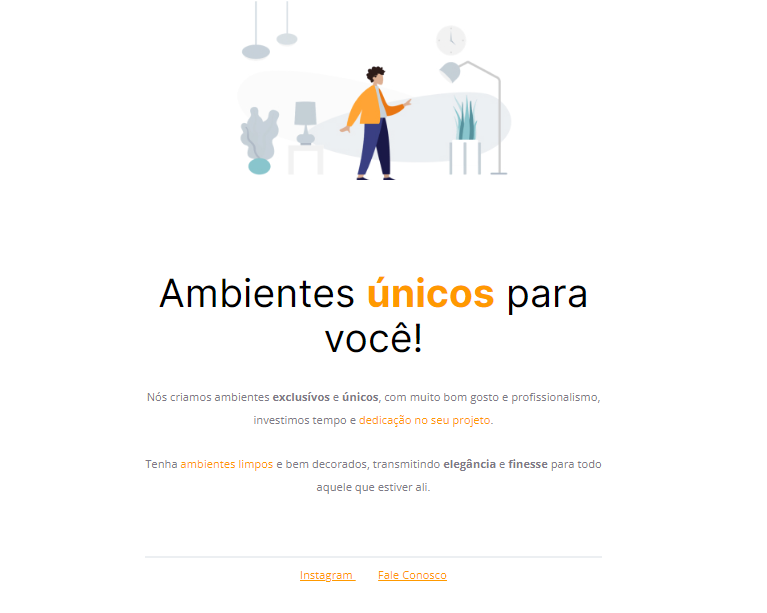 Ambientes únicos para
você!
Nós criamos ambientes exclusívos e únicos, com muito bom gosto e profissionalismo,
investimos tempo e dedicação no seu projeto.
Tenha ambientes limpos e bem decorados, transmitindo elegância e finesse para todo
aquele que estiver ali.
Instagram Fale Conosco